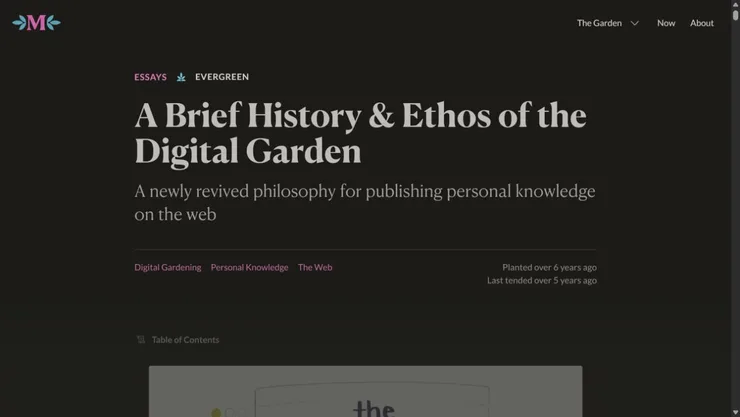 M
The Garden
Now
About
ESSAYS
EVERGREEN
A Brief History & Ethos of the
Digital Garden
A newly revived philosophy for publishing personal knowledge
on the web
Digital Gardening
Personal Knowledge
The Web
Planted over 6 years ago
Last tended over 5 years ago
Table of Contents
the